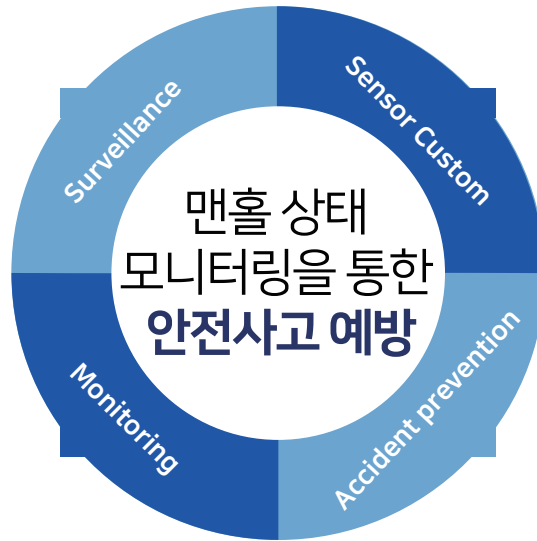 Surveillance
Sensor Custom
맨홀 상태
모니터링을 통한
안전사고 예방
Monitoring
Accident prevention